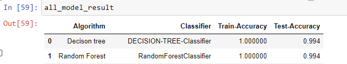 In [59]: all_model_result
Out[59]:
Algorithm Classifier Train-Accuracy Test-Accuracy
0 Decison tree DECISION-TREE-Classifier 1.000000 0.994
1 Random Forest RandomForestClassifier 1.000000 0.994